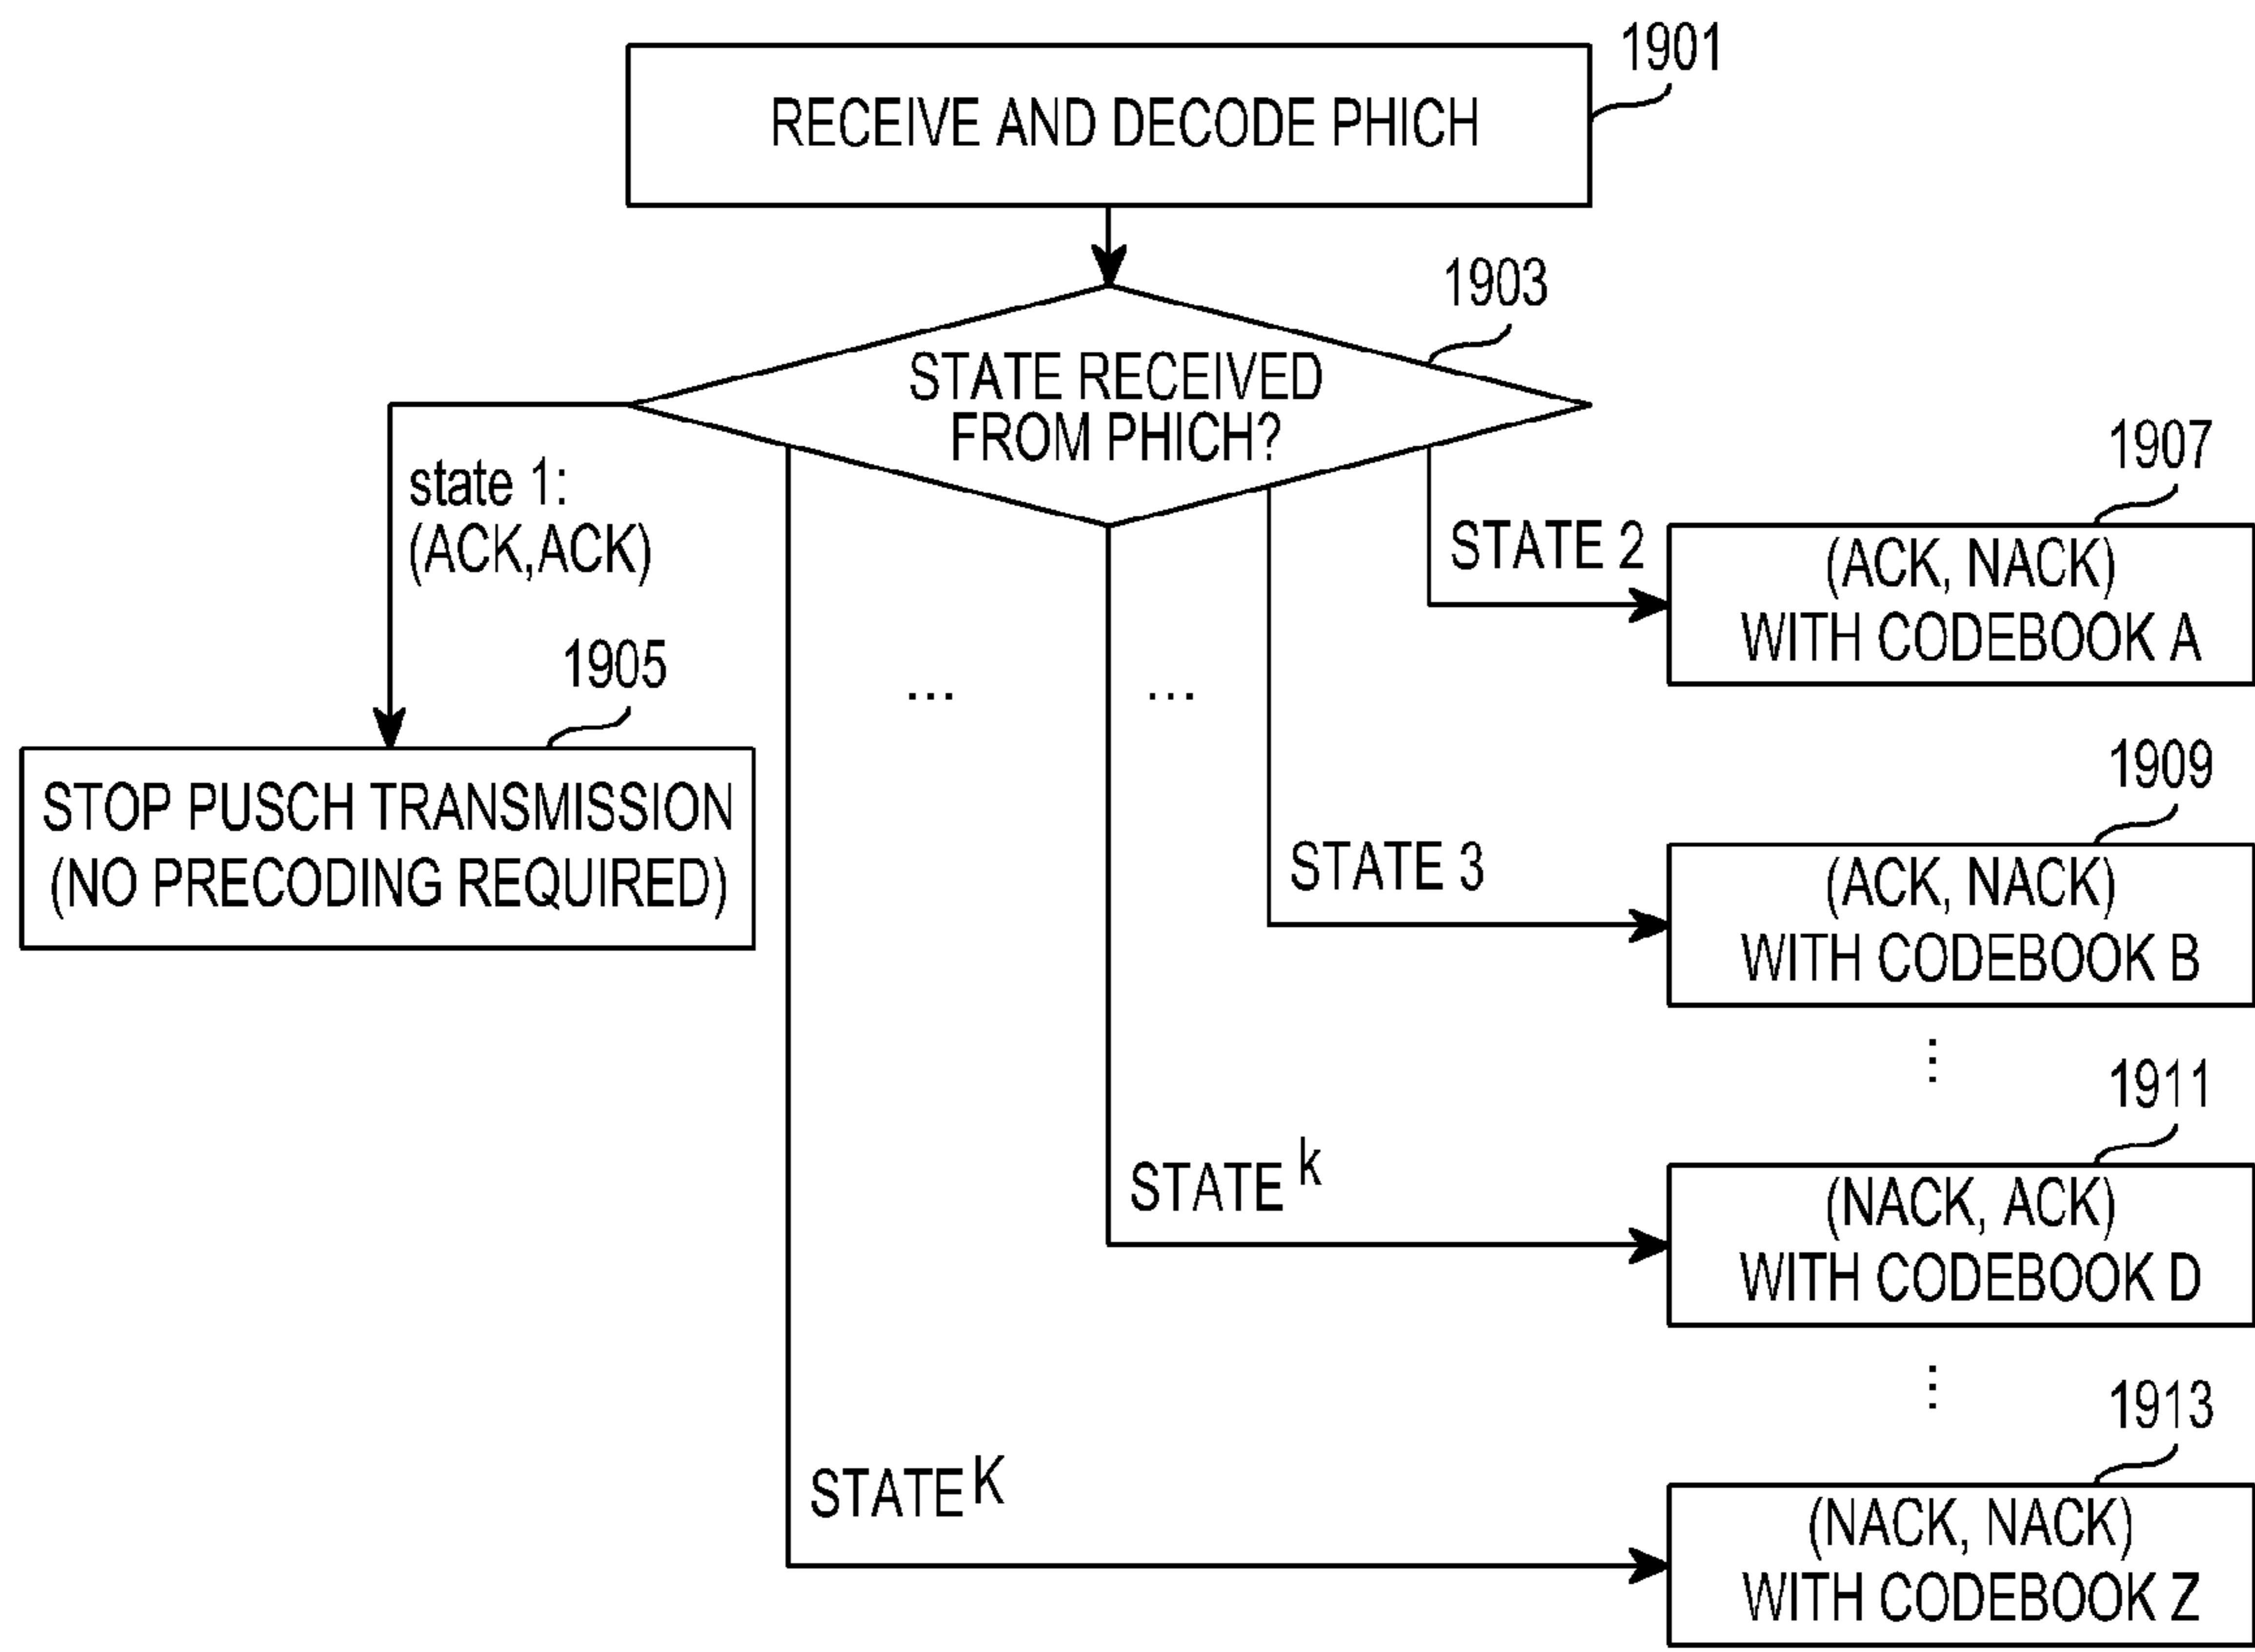 1901
RECEIVE AND DECODE PHICH
1903
STATE RECEIVED
FROM PHICH?
state 1:
(ACK,ACK)
1905
STOP PUSCH TRANSMISSION
(NO PRECODING REQUIRED)
... ...
STATE 2
1907
(ACK, NACK)
WITH CODEBOOK A
STATE 3
1909
(ACK, NACK)
WITH CODEBOOK B
...
STATE k
1911
(NACK, ACK)
WITH CODEBOOK D
...
STATE K
1913
(NACK, NACK)
WITH CODEBOOK Z